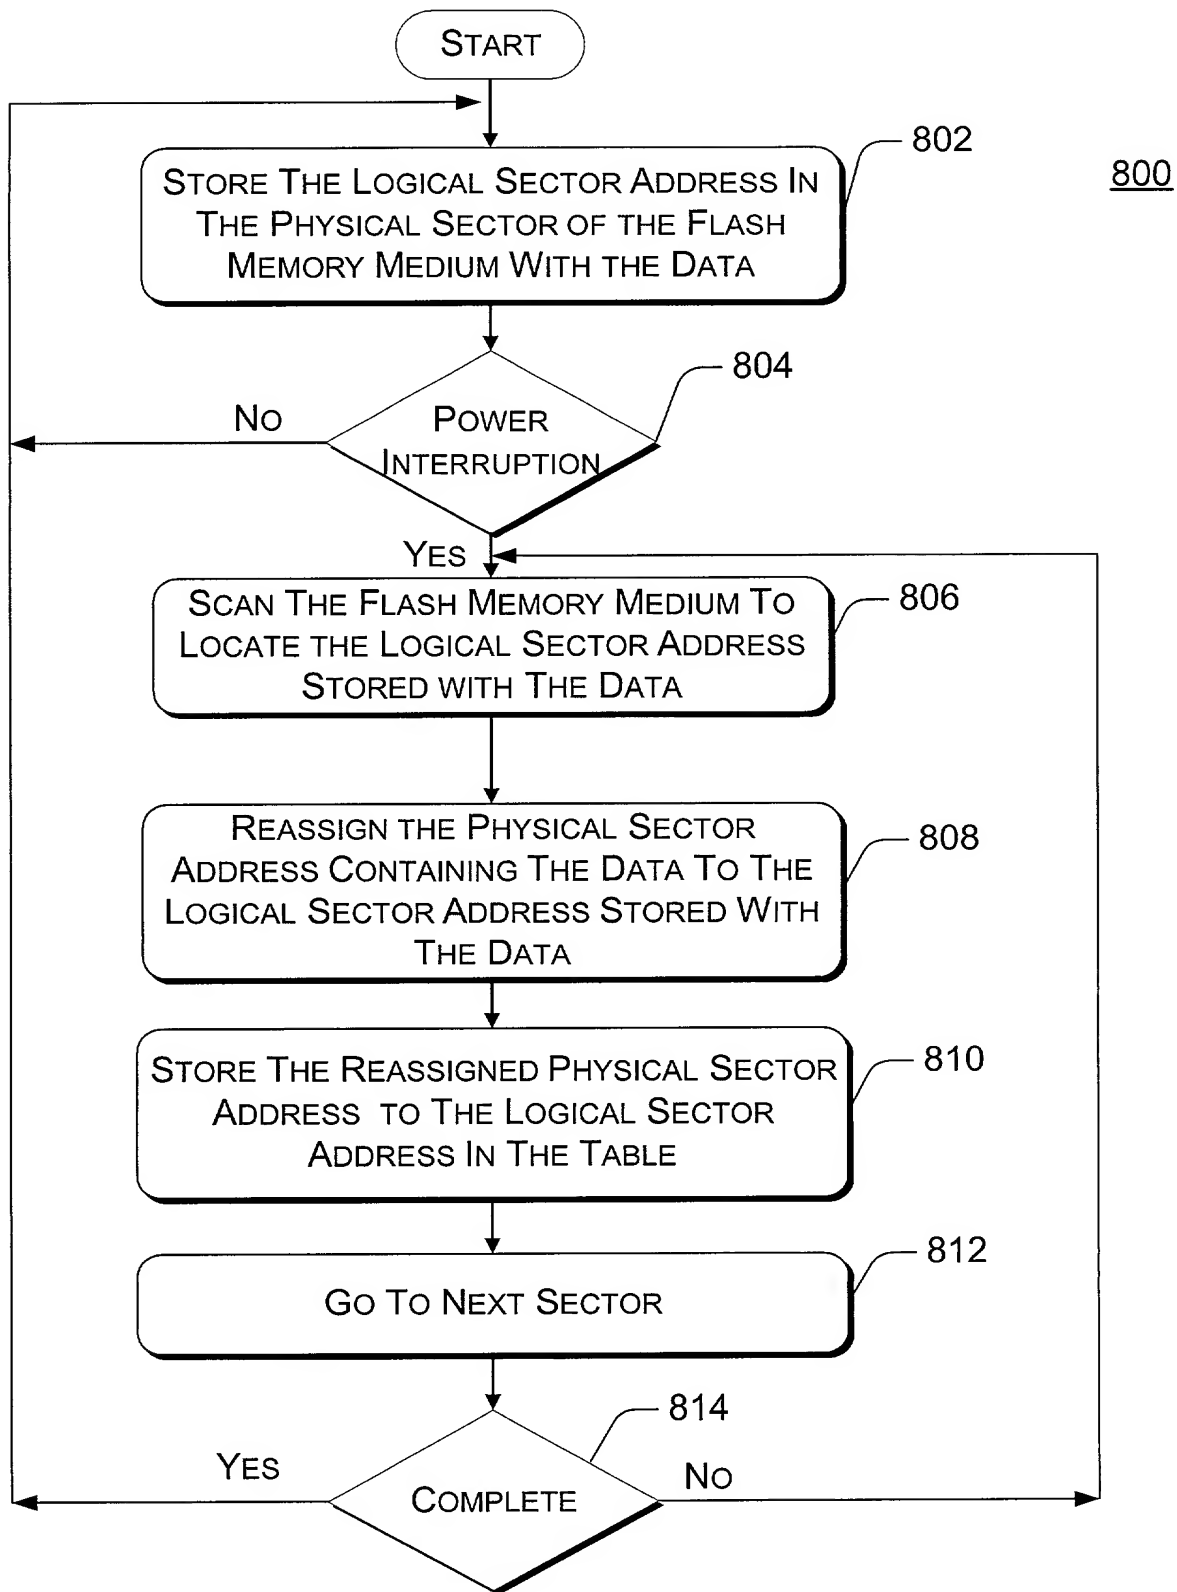 START
802
800
STORE THE LOGICAL SECTOR ADDRESS IN
THE PHYSICAL SECTOR OF THE FLASH
MEMORY MEDIUM WITH THE DATA
804
NO
POWER
INTERRUPTION
YES
806
SCAN THE FLASH MEMORY MEDIUM TO
LOCATE THE LOGICAL SECTOR ADDRESS
STORED WITH THE DATA
808
REASSIGN THE PHYSICAL SECTOR
ADDRESS CONTAINING THE DATA TO THE
LOGICAL SECTOR ADDRESS STORED WITH
THE DATA
810
STORE THE REASSIGNED PHYSICAL SECTOR
ADDRESS TO THE LOGICAL SECTOR
ADDRESS IN THE TABLE
812
GO TO NEXT SECTOR
814
YES
NO
COMPLETE